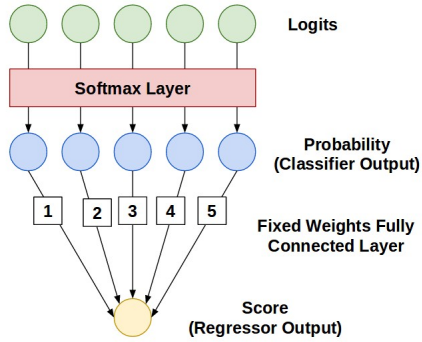 Logits
Softmax Layer
Probability
(Classifier Output)
1 2 3 4 5
Fixed Weights Fully
Connected Layer
Score
(Regressor Output)